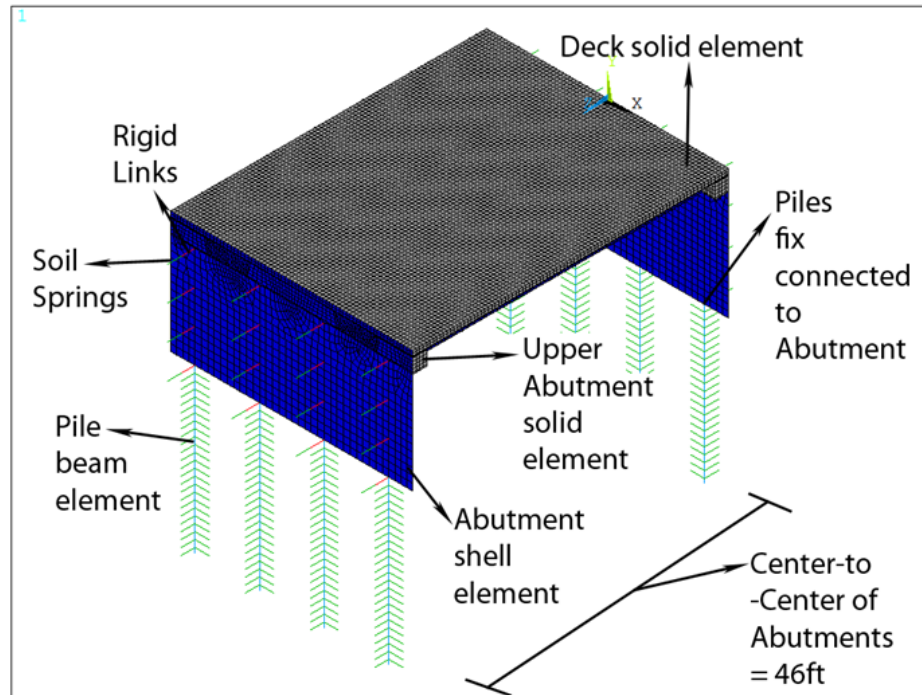 1
Deck solid element
Y
X
Rigid
Links
Soil
Springs
Piles
fix
connected
to
Abutment
Upper
Abutment
solid
element
Pile
beam
element
Abutment
shell
element
Center-to
-Center of
Abutments
= 46ft